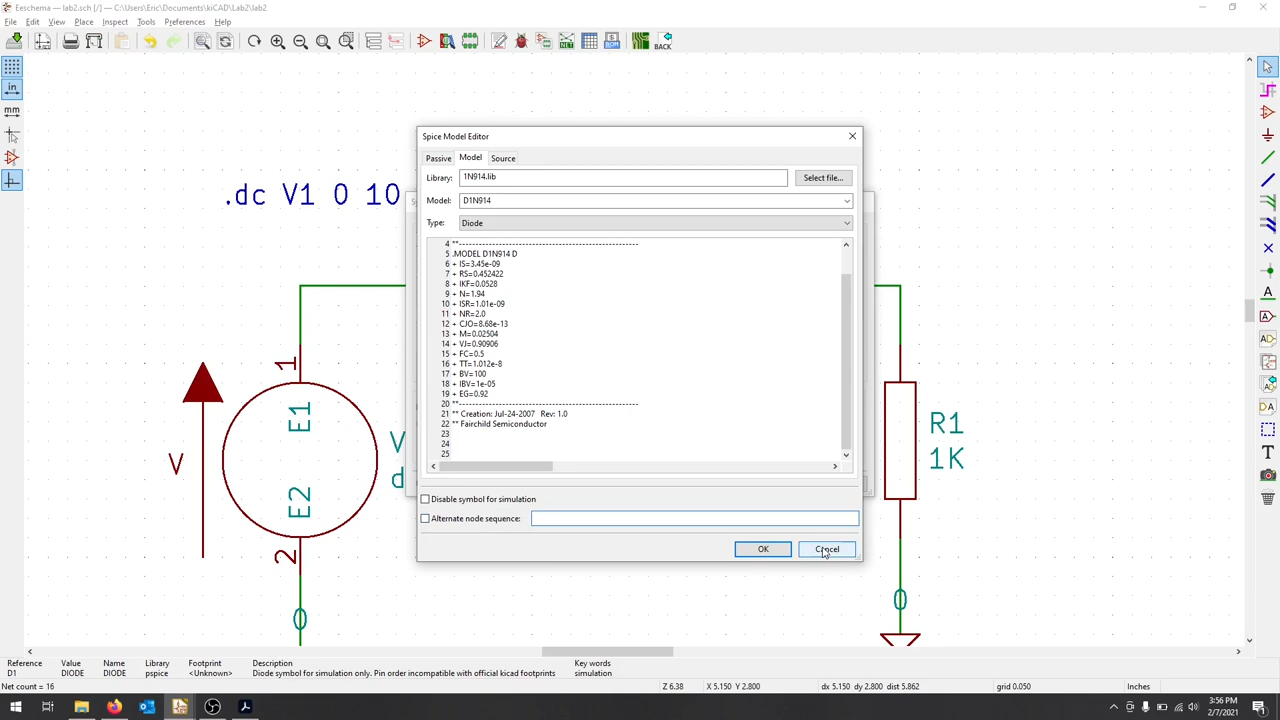 Eeschema — lab2.sch — C:\Users\Eric\Documents\kiCAD\Lab2\lab2
File Edit View Place Inspect Tools Preferences Help
BACK
in
mm
.dc V1 0 10
Spice Model Editor
Passive Model Source
Library: 1N914.lib Select file...
Model: D1N914
Type: Diode
4 **-------------------------------------------------------
5 .MODEL D1N914 D
6 + IS=3.45e-09
7 + RS=0.452422
8 + IKF=0.0528
9 + N=1.94
10 + ISR=1.01e-09
11 + NR=2.0
12 + CJO=8.68e-13
13 + M=0.02504
14 + VJ=0.90906
15 + FC=0.5
16 + TT=1.012e-8
17 + BV=100
18 + IBV=1e-05
19 + EG=0.92
20 **-------------------------------------------------------
21 ** Creation: Jul-24-2007 Rev: 1.0
22 ** Fairchild Semiconductor
23
24
25
Disable symbol for simulation
Alternate node sequence:
OK Cancel
1
E1
V
E2
2
0
V
d
R1
1K
0
Reference Value Name Library Footprint Description Key words
D1 DIODE DIODE pspice <Unknown> Diode symbol for simulation only. Pin order incompatible with official kicad footprints simulation
Net count = 16 Z 6.38 X 5.150 Y 2.800 dx 5.150 dy 2.800 dist 5.862 grid 0.050 Inches
3:56 PM
2/7/2021